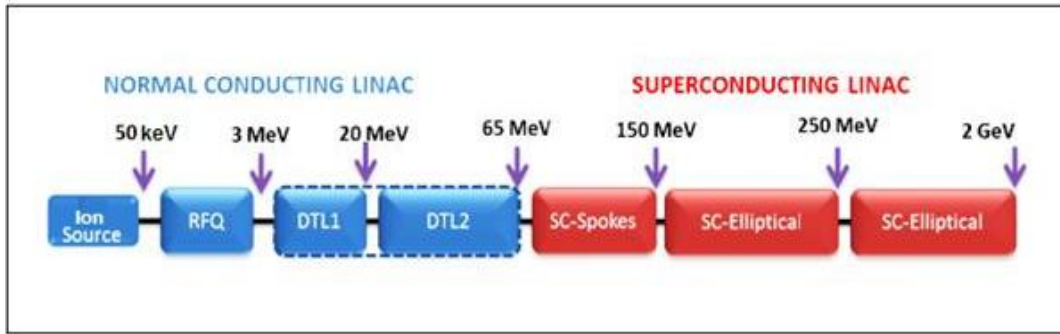 NORMAL CONDUCTING LINAC
SUPERCONDUCTING LINAC
50 keV
3 MeV
20 MeV
65 MeV
150 MeV
250 MeV
2 GeV
Ion
Source
RFQ
DTL1
DTL2
SC-Spokes
SC-Elliptical
SC-Elliptical